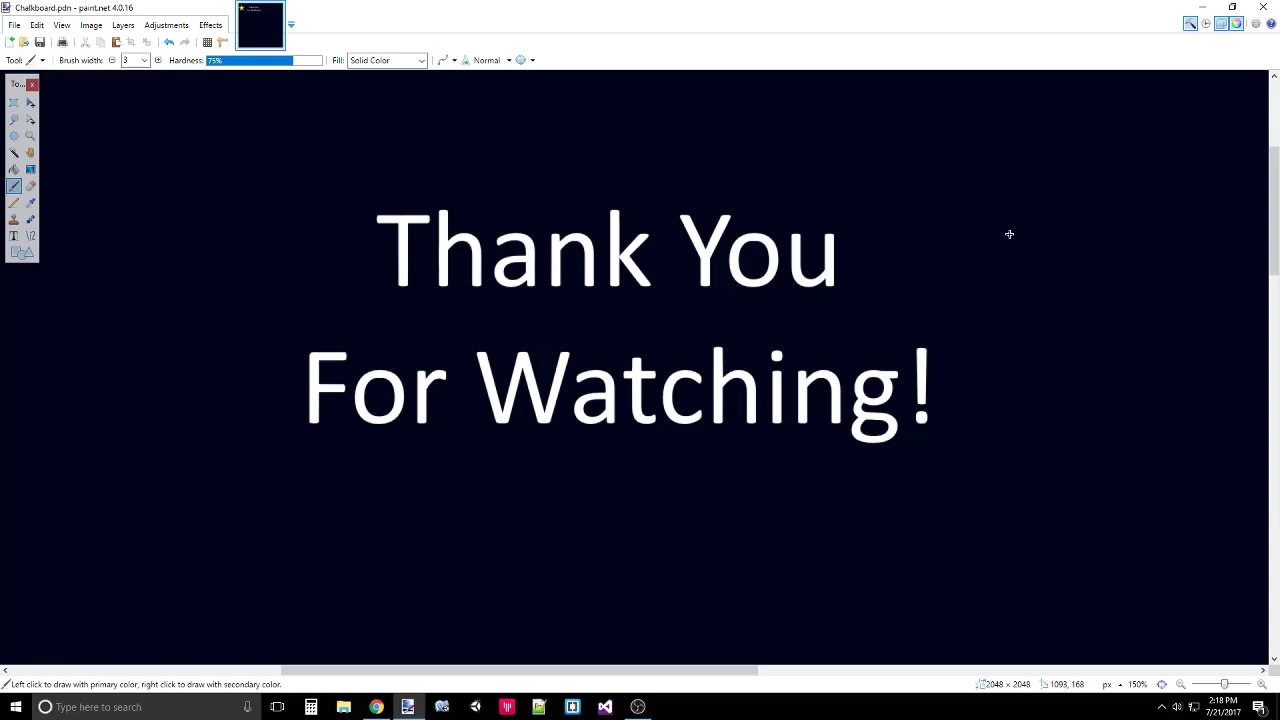 Chalkboard.pdn - paint.net 4.0.16
File Edit View Image Layers Adjustments Effects
Tool: Brush width: 3 Hardness: 75% Fill: Solid Color Normal
To... x
Thank You
For Watching!
Left click to draw with primary color, right click to draw with secondary color. 2048 × 2048 1093, 168 px 150%
Type here to search
2:18 PM
7/21/2017